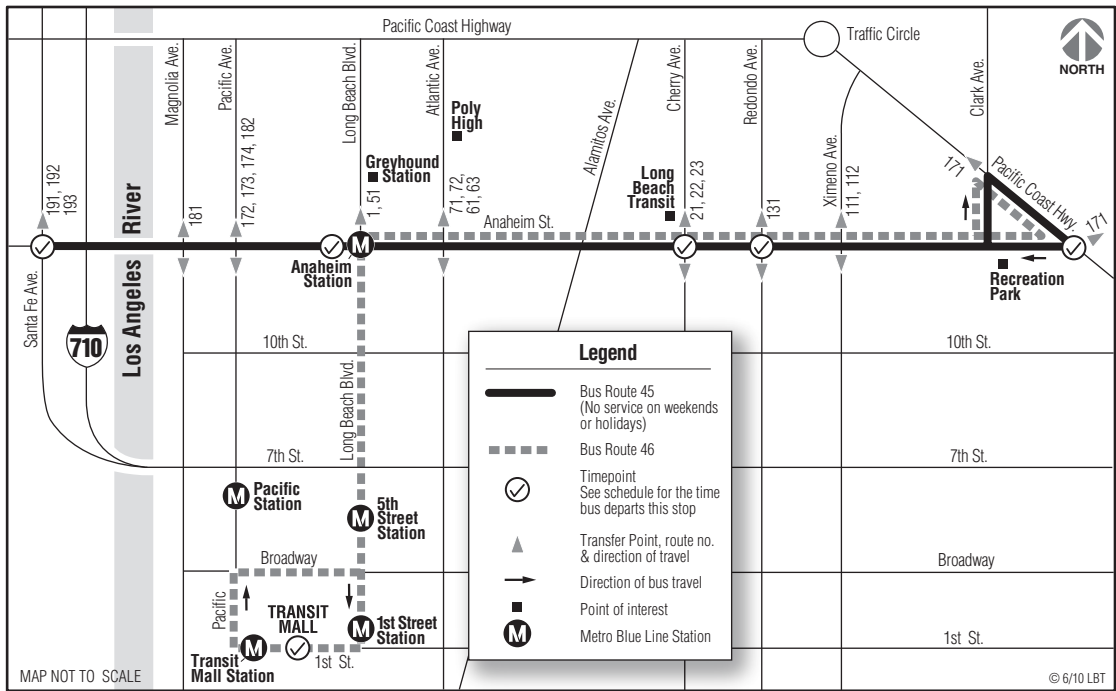 Pacific Coast Highway
Traffic Circle
NORTH
Magnolia Ave.
Pacific Ave.
Long Beach Blvd.
Atlantic Ave.
Alamitos Ave.
Cherry Ave.
Redondo Ave.
Ximeno Ave.
Clark Ave.
Poly
High
Greyhound
Station
Long
Beach
Transit
191, 192
193
181
172, 173, 174, 182
1, 51
71, 72,
61, 63
21, 22, 23
131
111, 112
171
Pacific Coast Hwy.
171
Anaheim St.
M
Anaheim
Station
Recreation
Park
Santa Fe Ave.
710
Los Angeles River
10th St.
10th St.
Long Beach Blvd.
7th St.
7th St.
M
Pacific
Station
M
5th
Street
Station
Broadway
Broadway
Pacific
TRANSIT
MALL
M
1st Street
Station
M
Transit
Mall Station
1st St.
1st St.
Legend
Bus Route 45
(No service on weekends
or holidays)
Bus Route 46
Timepoint
See schedule for the time
bus departs this stop
Transfer Point, route no.
& direction of travel
Direction of bus travel
Point of interest
M
Metro Blue Line Station
MAP NOT TO SCALE
© 6/10 LBT